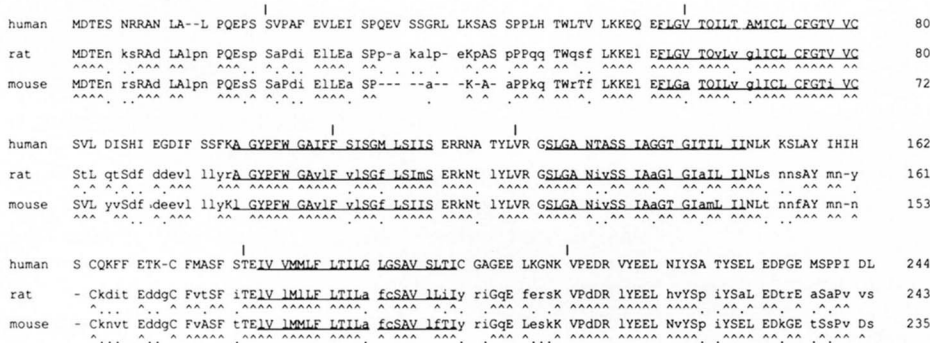 human MDTESNRRAN LA--L PQEPS SVPAF EVLEIS SPQEV SSGRL LKSAS SPPLH TWLTV LKKEQ EFLGV TQILT AMICL CFGTV VC 80
rat MDTEn ksRAd LAlpn PQEsp SaPdi ElLEa SPp-a kalp- eKpAS pPPqq TWqsf LKKEl EFLGV TQvLv glICL CFGTV VC 80
mouse MDTEn rsRAd LAlpn PQEsS SaPdi ElLEa SP--- --a-- -K-A- aPPkq TWrTf LKKEl EFLGa TQILv glICL CFGTi VC 72
human SVL DISHI EGDIF SSFKA GYPFW GAIFF SISGM LSIIS ERRNA TYLVR GSLGA NTASS IAGGT GITIL IINLK KSLAY IHIH 162
rat StL qtSdf ddevl llyrA GYPFW GAvlF vlSGf LSImS ERkNt lYLVR GSLGA NivSS IAaGl GIaIL IlNLs nnsAY mn-y 161
mouse SVL yvSdf deevl llyKl GYPFW GAvlF vlSGf LSIIS ERkNt lYLVR GSLGA NivSS IAaGT GIamL IlNLt nnfAY mn-n 153
human S CQKFF ETK-C FMASF STEIV VMMLF LTILG LGSAV SLTIC GAGEE LKGNK VPEDR VYEEL NIYSA TYSEL EDPGE MSPPI DL 244
rat - Ckdit EddgC FvtSF iTElV lMlLF LTILa fcSAV lLiIy riGqE fersK VPdDR lYEEL hvYSp iYSaL EDtrE aSaPv vs 243
mouse - Cknvt EddgC FvASF tTElV lMMLF LTILa fcSAV lfTIy riGqE LeskK VPdDR lYEEL NvYSp iYSEL EDkGE tSsPv Ds 235